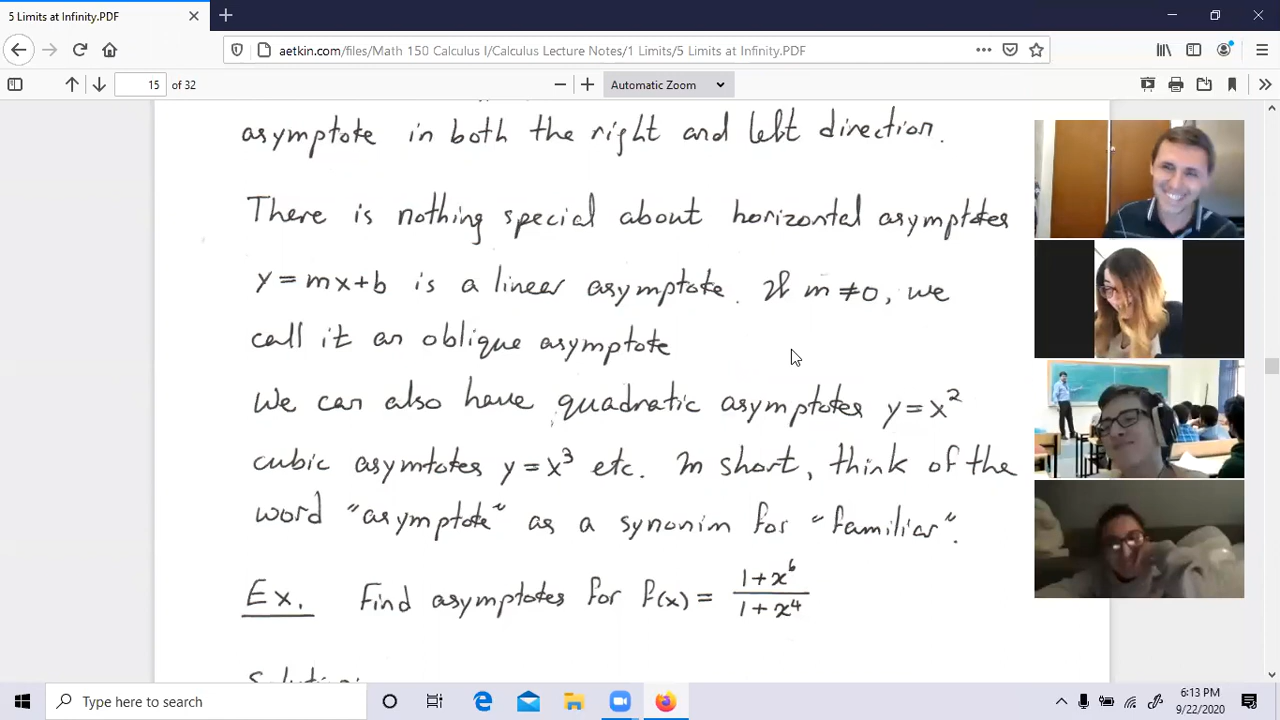 5 Limits at Infinity.PDF
aetkin.com/files/Math 150 Calculus I/Calculus Lecture Notes/1 Limits/5 Limits at Infinity.PDF
15 of 32
Automatic Zoom
asymptote in both the right and left direction.
There is nothing special about horizontal asymptotes
y = mx+b is a linear asymptote. If m ≠ 0, we
call it an oblique asymptote
We can also have quadratic asymptotes y = x²
cubic asymtotes y = x³ etc. In short, think of the
word "asymptote" as a synonim for "familiar".
Ex. Find asymptotes for f(x) = (1+x⁶)/(1+x⁴)
Solution:
Type here to search
6:13 PM
9/22/2020